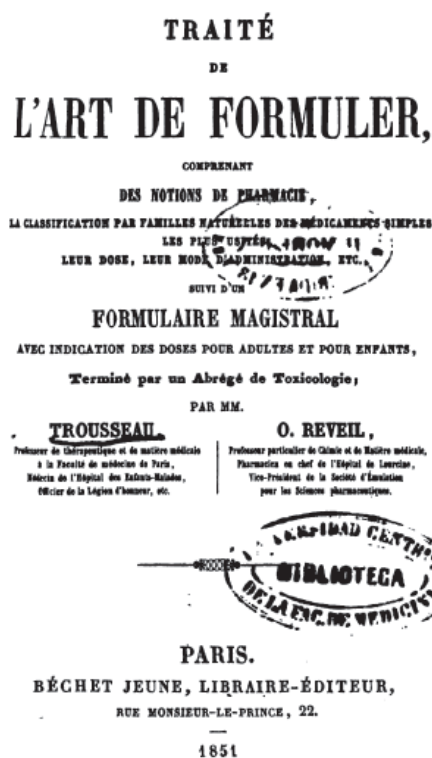 TRAITÉ
DE
L'ART DE FORMULER,
COMPRENANT
DES NOTIONS DE PHARMACIE,
LA CLASSIFICATION PAR FAMILLES NATURELLES DES MÉDICAMENTS SIMPLES
LES PLUS USITÉS,
LEUR DOSE, LEUR MODE D'ADMINISTRATION, ETC.,
SUIVI D'UN
FORMULAIRE MAGISTRAL
AVEC INDICATION DES DOSES POUR ADULTES ET POUR ENFANTS,
Terminé par un Abrégé de Toxicologie;
PAR MM.
TROUSSEAU,
Professeur de thérapeutique et de matière médicale
à la Faculté de médecine de Paris,
Médecin de l'Hôpital des Enfants-Malades,
Officier de la Légion d'honneur, etc.
O. REVEIL,
Professeur particulier de Chimie et de Matière médicale,
Pharmacien en chef de l'Hôpital de Lourcine,
Vice-Président de la Société d'Émulation
pour les Sciences pharmaceutiques.
BIBLIOTECA
DE LA FAC. DE MEDICIN
PARIS.
BÉCHET JEUNE, LIBRAIRE-ÉDITEUR,
RUE MONSIEUR-LE-PRINCE, 22.
1851